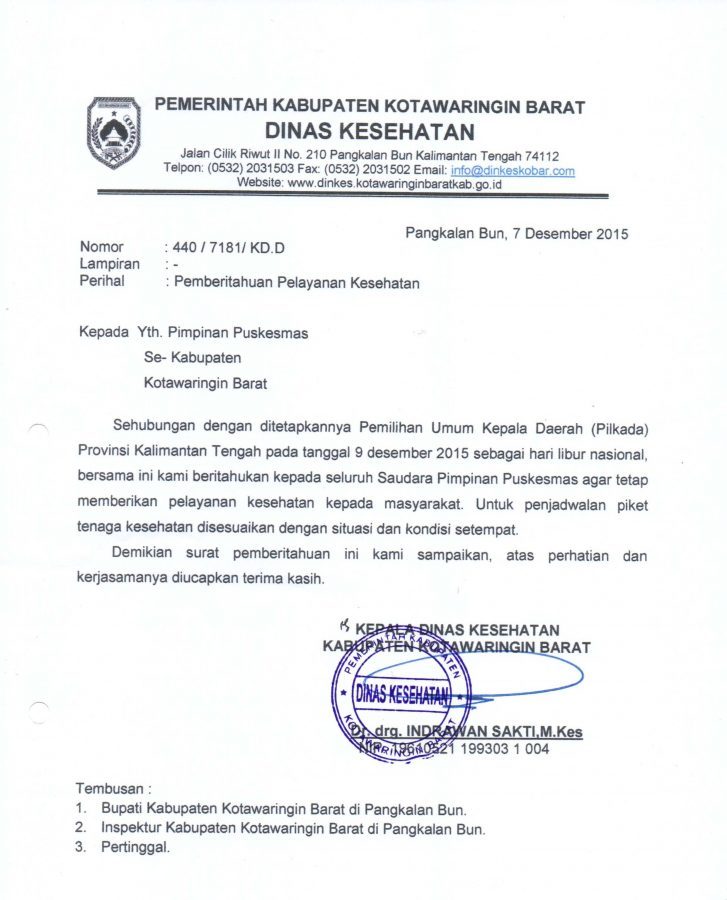 PEMERINTAH KABUPATEN KOTAWARINGIN BARAT
DINAS KESEHATAN
Jalan Cilik Riwut II No. 210 Pangkalan Bun Kalimantan Tengah 74112
Telpon: (0532) 2031503 Fax: (0532) 2031502 Email: info@dinkeskobar.com
Website: www.dinkes.kotawaringinbaratkab.go.id
Pangkalan Bun, 7 Desember 2015
Nomor : 440 / 7181/ KD.D
Lampiran : -
Perihal : Pemberitahuan Pelayanan Kesehatan
Kepada Yth. Pimpinan Puskesmas
Se- Kabupaten
Kotawaringin Barat
Sehubungan dengan ditetapkannya Pemilihan Umum Kepala Daerah (Pilkada)
Provinsi Kalimantan Tengah pada tanggal 9 desember 2015 sebagai hari libur nasional,
bersama ini kami beritahukan kepada seluruh Saudara Pimpinan Puskesmas agar tetap
memberikan pelayanan kesehatan kepada masyarakat. Untuk penjadwalan piket
tenaga kesehatan disesuaikan dengan situasi dan kondisi setempat.
Demikian surat pemberitahuan ini kami sampaikan, atas perhatian dan
kerjasamanya diucapkan terima kasih.
KEPALA DINAS KESEHATAN
KABUPATEN KOTAWARINGIN BARAT
PEMERINTAH KABUPATEN
DINAS KESEHATAN
KOTAWARINGIN BARAT
Dr. drg. INDRAWAN SAKTI,M.Kes
NIP. 19640521 199303 1 004
Tembusan :
1. Bupati Kabupaten Kotawaringin Barat di Pangkalan Bun.
2. Inspektur Kabupaten Kotawaringin Barat di Pangkalan Bun.
3. Pertinggal.